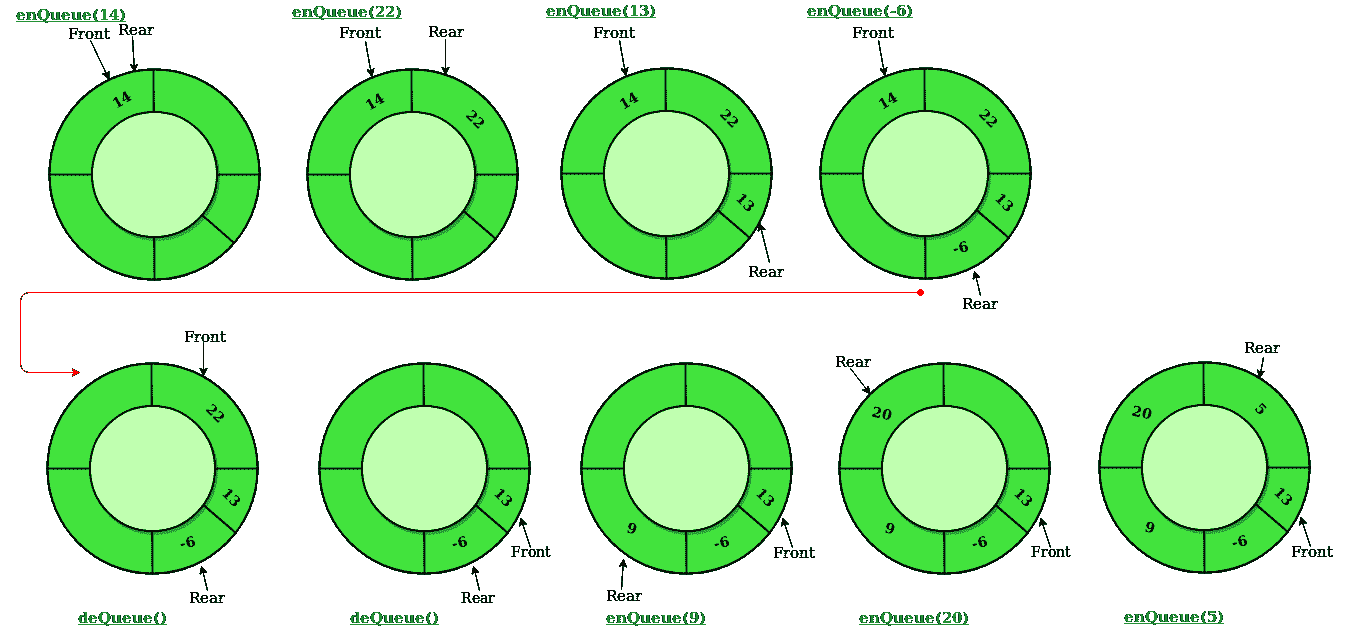 enQueue(14)
Front
Rear
14
enQueue(22)
Front
Rear
14
22
enQueue(13)
Front
14
22
13
Rear
enQueue(-6)
Front
14
22
13
-6
Rear
Front
22
13
-6
Rear
deQueue()
13
-6
Front
Rear
deQueue()
13
9
-6
Front
Rear
enQueue(9)
Rear
20
13
9
-6
Front
enQueue(20)
Rear
20
5
13
9
-6
Front
enQueue(5)